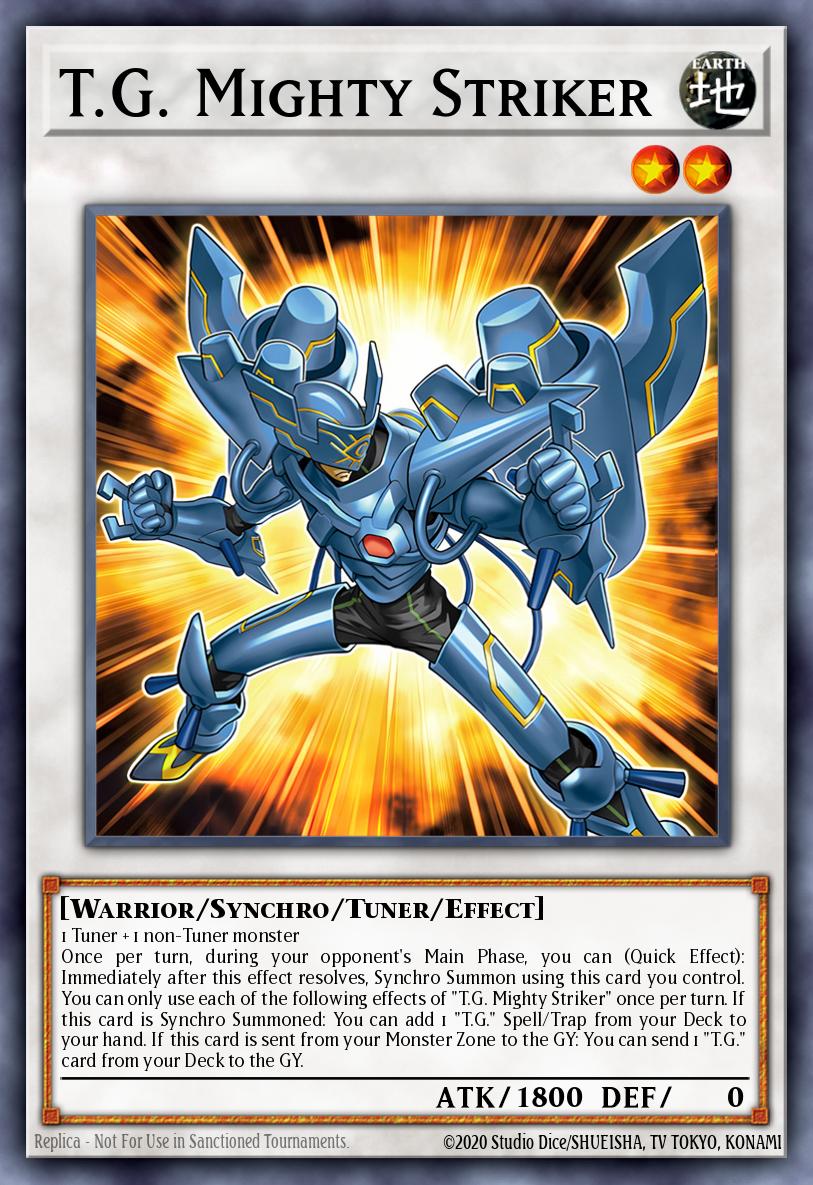 T.G. Mighty Striker
EARTH
地
[Warrior/Synchro/Tuner/Effect]
1 Tuner + 1 non-Tuner monster
Once per turn, during your opponent's Main Phase, you can (Quick Effect):
Immediately after this effect resolves, Synchro Summon using this card you control.
You can only use each of the following effects of "T.G. Mighty Striker" once per turn. If
this card is Synchro Summoned: You can add 1 "T.G." Spell/Trap from your Deck to
your hand. If this card is sent from your Monster Zone to the GY: You can send 1 "T.G."
card from your Deck to the GY.
ATK/1800 DEF/ 0
Replica - Not For Use in Sanctioned Tournaments.
©2020 Studio Dice/SHUEISHA, TV TOKYO, KONAMI